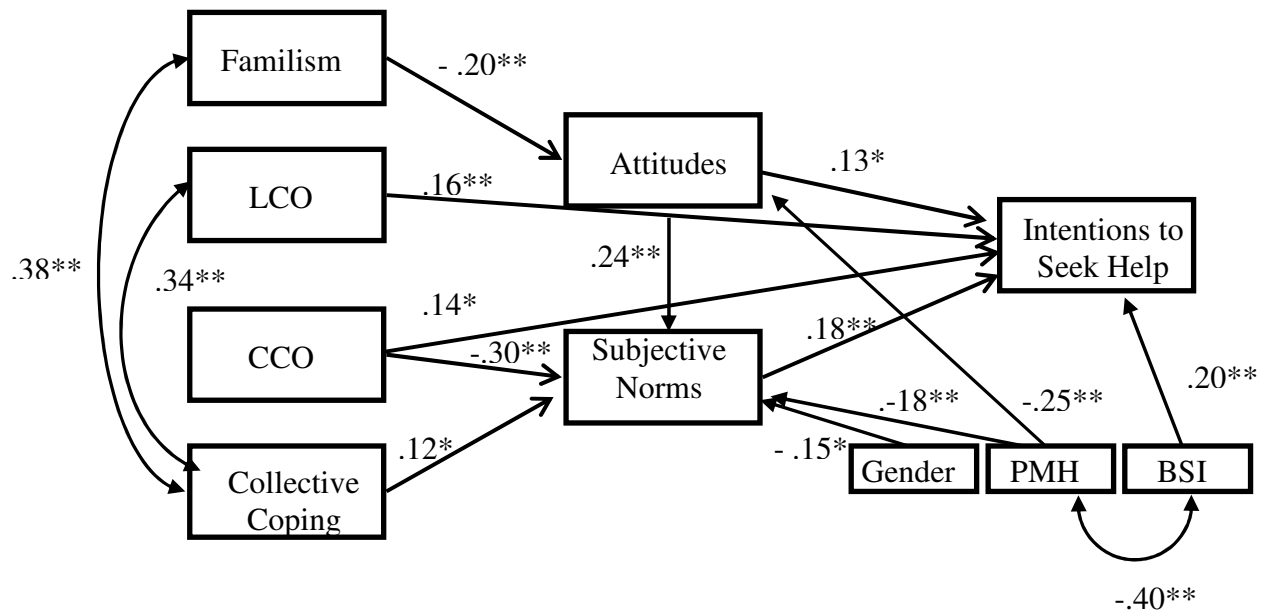 Familism
- .20**
Attitudes
.13*
LCO
.16**
Intentions to
Seek Help
.38**
.34**
.24**
.14*
CCO
-.30**
Subjective
Norms
.18**
.20**
.-18**
-.25**
.12*
- .15*
Collective
Coping
Gender
PMH
BSI
-.40**